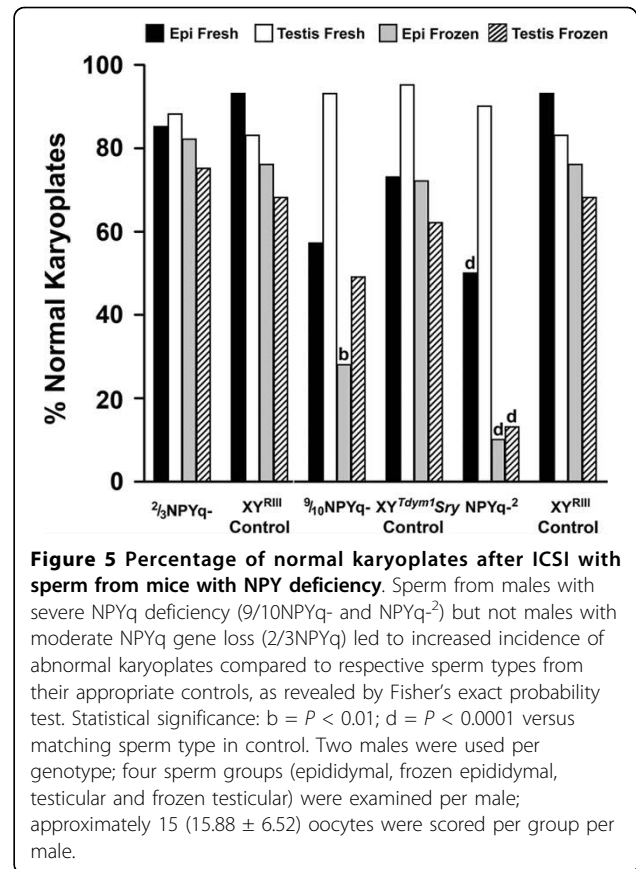 Epi Fresh Testis Fresh Epi Frozen Testis Frozen
100
80
60
40
20
0
% Normal Karyoplates
b
d
d
d
²/₃NPYq- XY^RIII Control ⁹/₁₀NPYq- XY^Tdym1Sry Control NPYq-² XY^RIII Control
Figure 5 Percentage of normal karyoplates after ICSI with
sperm from mice with NPY deficiency. Sperm from males with
severe NPYq deficiency (9/10NPYq- and NPYq-²) but not males with
moderate NPYq gene loss (2/3NPYq) led to increased incidence of
abnormal karyoplates compared to respective sperm types from
their appropriate controls, as revealed by Fisher's exact probability
test. Statistical significance: b = P < 0.01; d = P < 0.0001 versus
matching sperm type in control. Two males were used per
genotype; four sperm groups (epididymal, frozen epididymal,
testicular and frozen testicular) were examined per male;
approximately 15 (15.88 ± 6.52) oocytes were scored per group per
male.